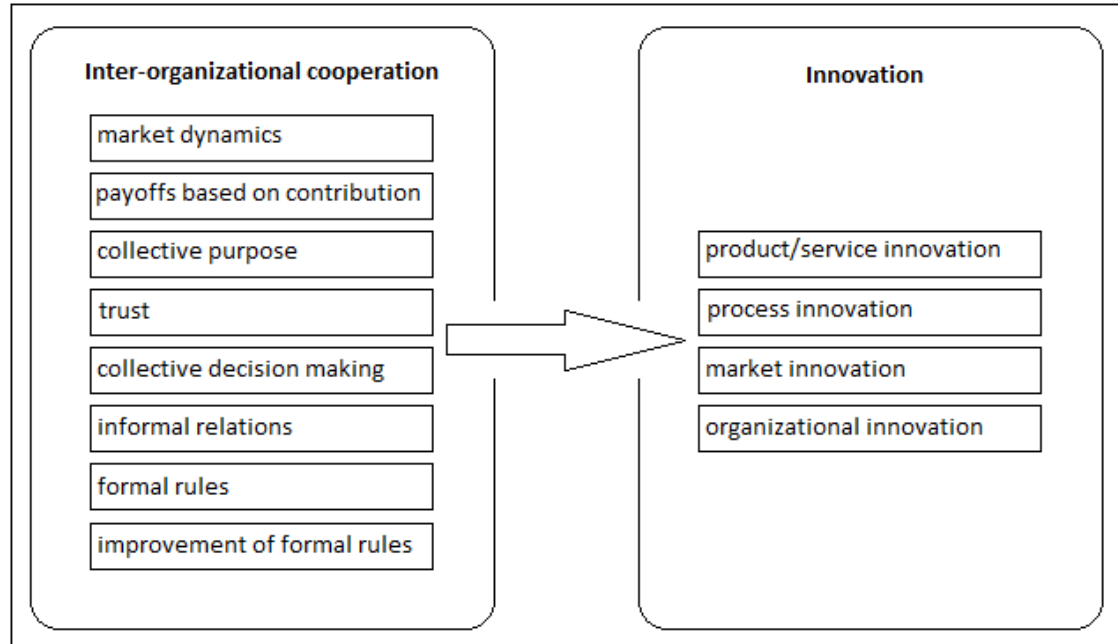 Inter-organizational cooperation
market dynamics
payoffs based on contribution
collective purpose
trust
collective decision making
informal relations
formal rules
improvement of formal rules
Innovation
product/service innovation
process innovation
market innovation
organizational innovation